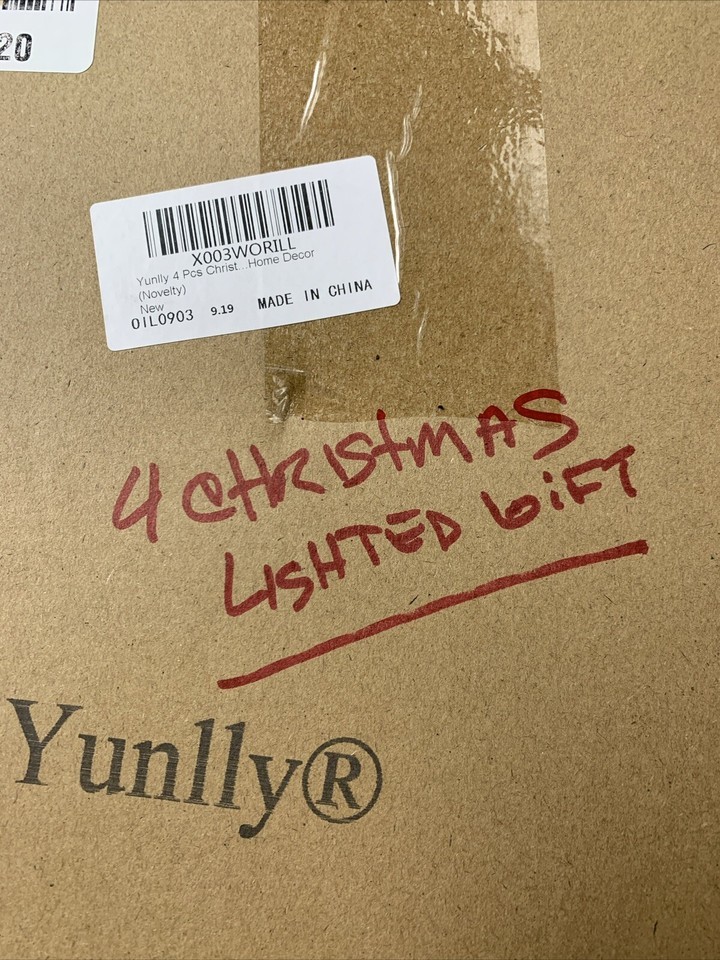 20
X003WORILL
Yunlly 4 Pcs Christ...Home Decor
(Novelty)
New
OIL0903 9.19 MADE IN CHINA
4 CHRISTMAS
LIGHTED GIFT
Yunlly®